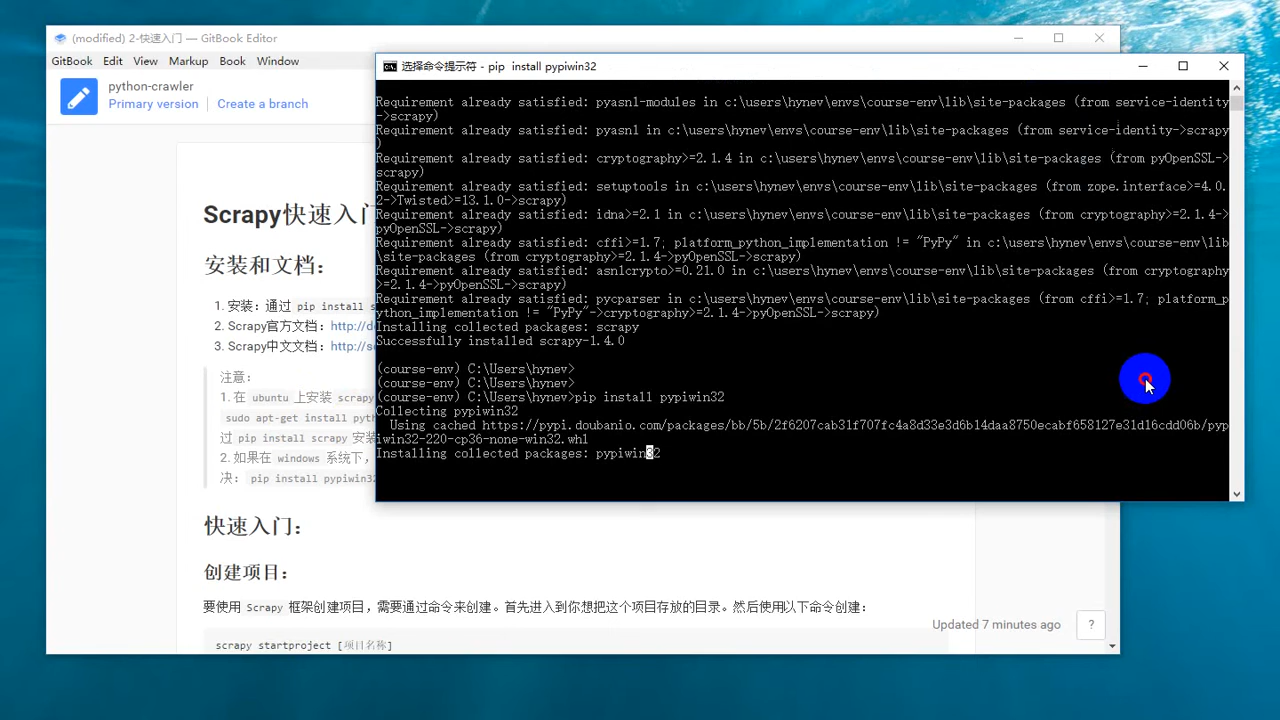 (modified) 2-快速入门 — GitBook Editor
GitBook Edit View Markup Book Window
python-crawler
Primary version Create a branch
Scrapy快速入门
安装和文档:
1. 安装: 通过 pip install s
2. Scrapy官方文档: http://d
3. Scrapy中文文档: http://s
注意:
1. 在 ubuntu 上安装 scrapy
sudo apt-get install pyth
过 pip install scrapy 安装
2. 如果在 windows 系统下,
决: pip install pypiwin32
快速入门:
创建项目:
要使用 Scrapy 框架创建项目,需要通过命令来创建。首先进入到你想把这个项目存放的目录。然后使用以下命令创建:
scrapy startproject [项目名称]
Updated 7 minutes ago ?
选择命令提示符 - pip install pypiwin32
Requirement already satisfied: pyasn1-modules in c:\users\hynev\envs\course-env\lib\site-packages (from service-identity
->scrapy)
Requirement already satisfied: pyasn1 in c:\users\hynev\envs\course-env\lib\site-packages (from service-identity->scrapy
)
Requirement already satisfied: cryptography>=2.1.4 in c:\users\hynev\envs\course-env\lib\site-packages (from pyOpenSSL->
scrapy)
Requirement already satisfied: setuptools in c:\users\hynev\envs\course-env\lib\site-packages (from zope.interface>=4.0.
2->Twisted>=13.1.0->scrapy)
Requirement already satisfied: idna>=2.1 in c:\users\hynev\envs\course-env\lib\site-packages (from cryptography>=2.1.4->
pyOpenSSL->scrapy)
Requirement already satisfied: cffi>=1.7; platform_python_implementation != "PyPy" in c:\users\hynev\envs\course-env\lib
\site-packages (from cryptography>=2.1.4->pyOpenSSL->scrapy)
Requirement already satisfied: asn1crypto>=0.21.0 in c:\users\hynev\envs\course-env\lib\site-packages (from cryptography
>=2.1.4->pyOpenSSL->scrapy)
Requirement already satisfied: pycparser in c:\users\hynev\envs\course-env\lib\site-packages (from cffi>=1.7; platform_p
ython_implementation != "PyPy"->cryptography>=2.1.4->pyOpenSSL->scrapy)
Installing collected packages: scrapy
Successfully installed scrapy-1.4.0
(course-env) C:\Users\hynev>
(course-env) C:\Users\hynev>
(course-env) C:\Users\hynev>pip install pypiwin32
Collecting pypiwin32
Using cached https://pypi.doubanio.com/packages/bb/5b/2f6207cab31f707fc4a8d33e3d6b14daa8750ecabf658127e31d16cdd06b/pyp
iwin32-220-cp36-none-win32.whl
Installing collected packages: pypiwin32